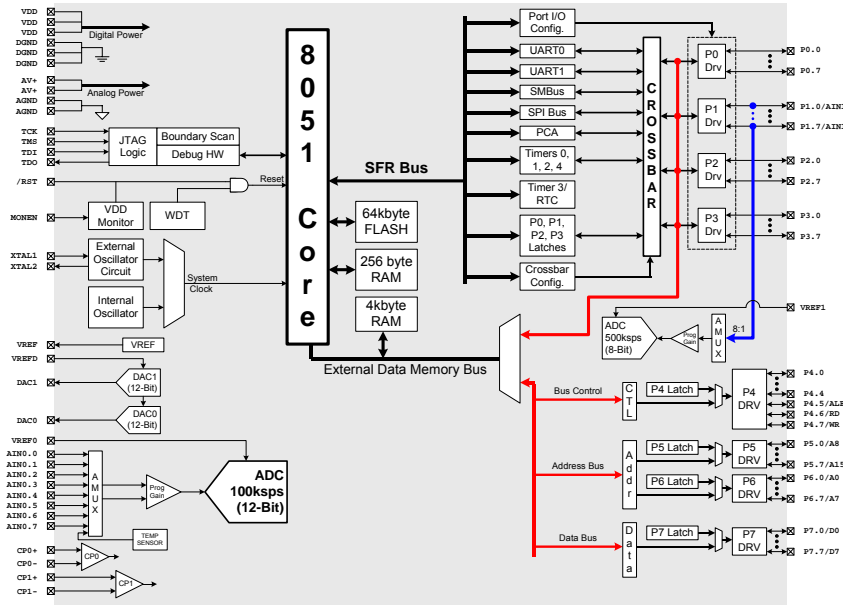 VDD
VDD
VDD
DGND
DGND
DGND
Digital Power
AV+
AV+
AGND
AGND
Analog Power
TCK
TMS
TDI
TDO
JTAG
Logic
Boundary Scan
Debug HW
/RST
MONEN
VDD
Monitor
WDT
Reset
XTAL1
XTAL2
External
Oscillator
Circuit
Internal
Oscillator
System
Clock
VREF
VREF
VREFD
DAC1
DAC1
(12-Bit)
DAC0
DAC0
(12-Bit)
VREF0
AIN0.0
AIN0.1
AIN0.2
AIN0.3
AIN0.4
AIN0.5
AIN0.6
AIN0.7
AMUX
Prog
Gain
ADC
100ksps
(12-Bit)
TEMP
SENSOR
CP0+
CP0-
CP0
CP1+
CP1-
CP1
8051 Core
64kbyte
FLASH
256 byte
RAM
4kbyte
RAM
SFR Bus
External Data Memory Bus
Port I/O
Config.
UART0
UART1
SMBus
SPI Bus
PCA
Timers 0,
1, 2, 4
Timer 3/
RTC
P0, P1,
P2, P3
Latches
Crossbar
Config.
CROSSBAR
P0
Drv
P1
Drv
P2
Drv
P3
Drv
P0.0
P0.7
P1.0/AIN1
P1.7/AIN1
P2.0
P2.7
P3.0
P3.7
VREF1
ADC
500ksps
(8-Bit)
Prog
Gain
AMUX
8:1
Bus Control
CTL
P4 Latch
P4
DRV
P4.0
P4.4
P4.5/ALE
P4.6/RD
P4.7/WR
Address Bus
Addr
P5 Latch
P5
DRV
P5.0/A8
P5.7/A15
P6 Latch
P6
DRV
P6.0/A0
P6.7/A7
Data Bus
Data
P7 Latch
P7
DRV
P7.0/D0
P7.7/D7